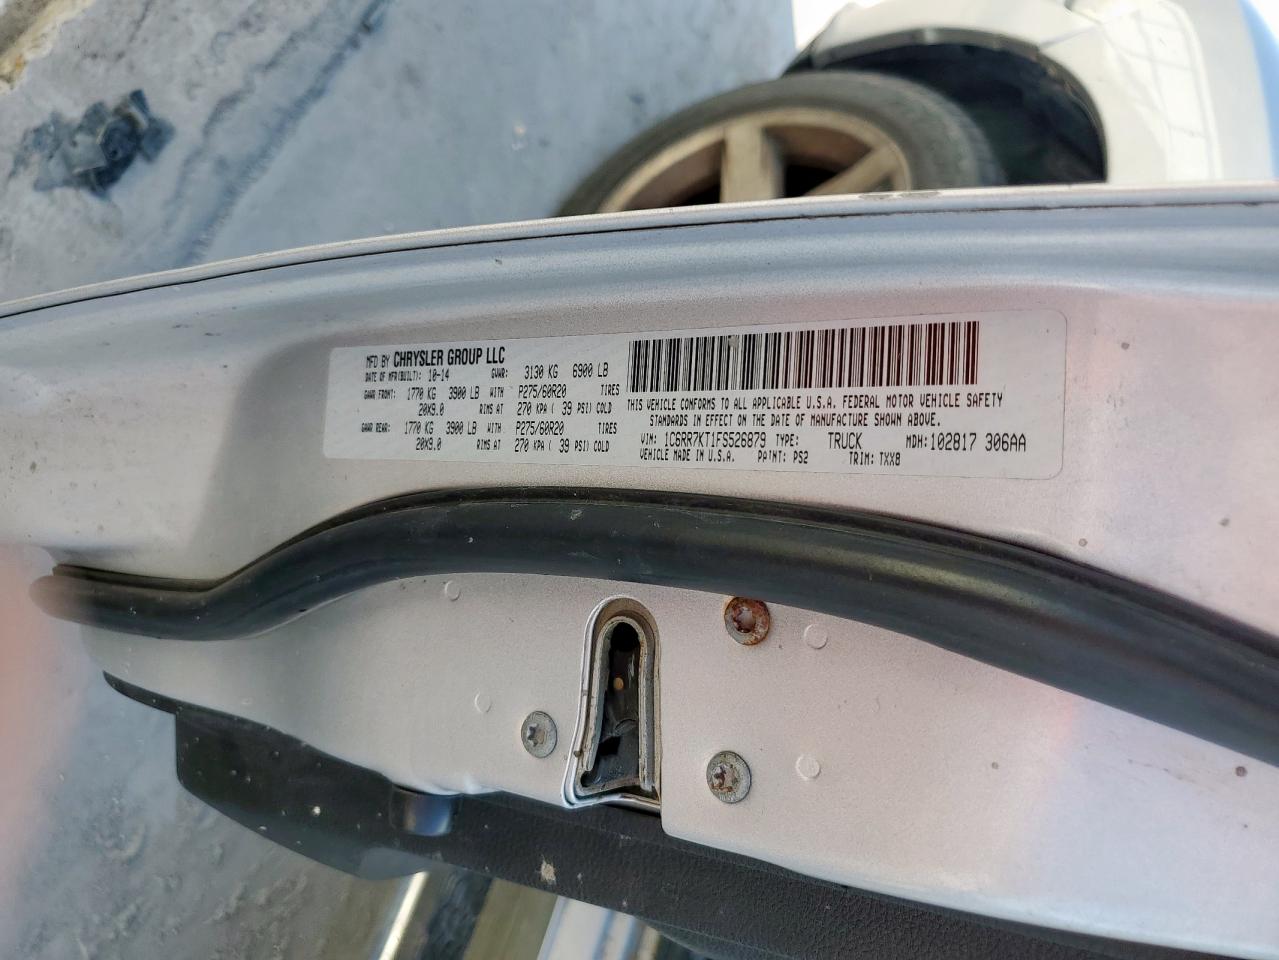 MFD BY CHRYSLER GROUP LLC
DATE OF MFR(BUILT): 10-14 GVWR: 3130 KG 6900 LB
GAWR FRONT: 1770 KG 3900 LB WITH P275/60R20 TIRES
20X9.0 RIMS AT 270 KPA ( 39 PSI) COLD
GAWR REAR: 1770 KG 3900 LB WITH P275/60R20 TIRES
20X9.0 RIMS AT 270 KPA ( 39 PSI) COLD
THIS VEHICLE CONFORMS TO ALL APPLICABLE U.S.A. FEDERAL MOTOR VEHICLE SAFETY
STANDARDS IN EFFECT ON THE DATE OF MANUFACTURE SHOWN ABOVE.
VIN: 1C6RR7KT1FS526879 TYPE: TRUCK MDH: 102817 306AA
VEHICLE MADE IN U.S.A. PAINT: PS2 TRIM: TXX8